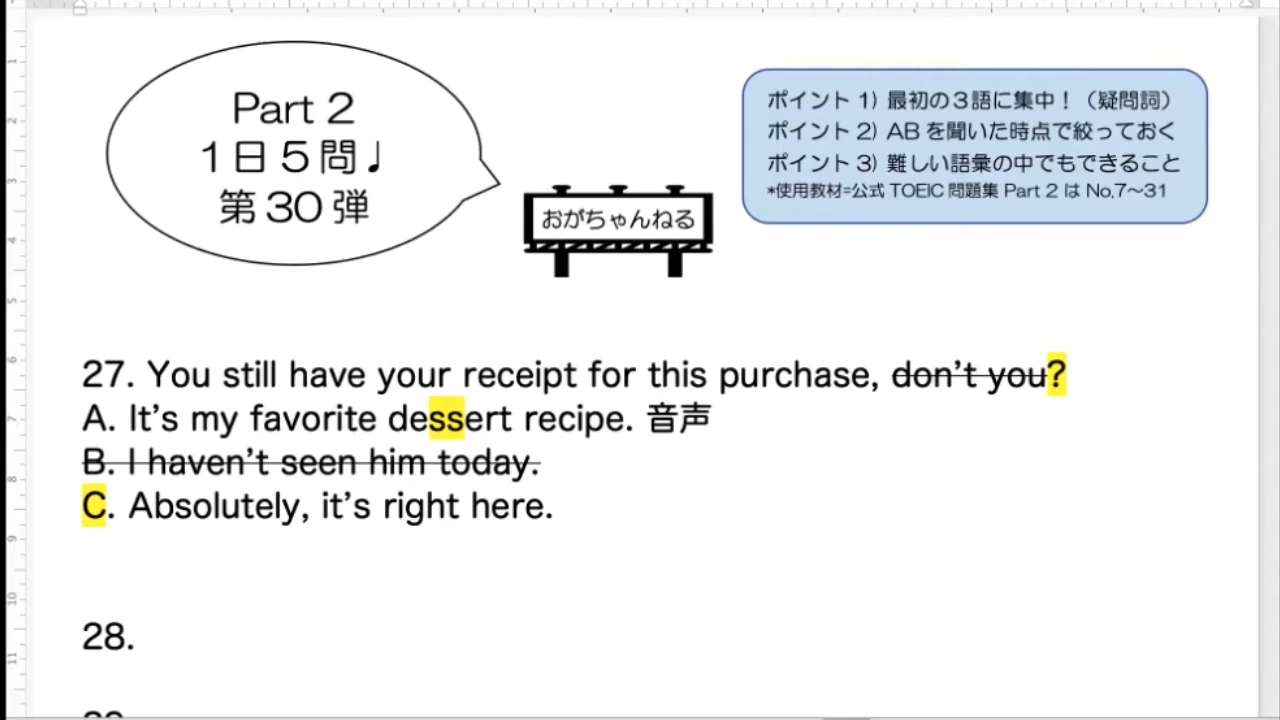 Part 2
1日5問♩
第30弾
おがちゃんねる
ポイント 1) 最初の3語に集中！（疑問詞）
ポイント 2) AB を聞いた時点で絞っておく
ポイント 3) 難しい語彙の中でもできること
*使用教材=公式 TOEIC 問題集 Part 2 は No.7〜31
27. You still have your receipt for this purchase, don’t you?
A. It’s my favorite dessert recipe. 音声
B. I haven’t seen him today.
C. Absolutely, it’s right here.
28.